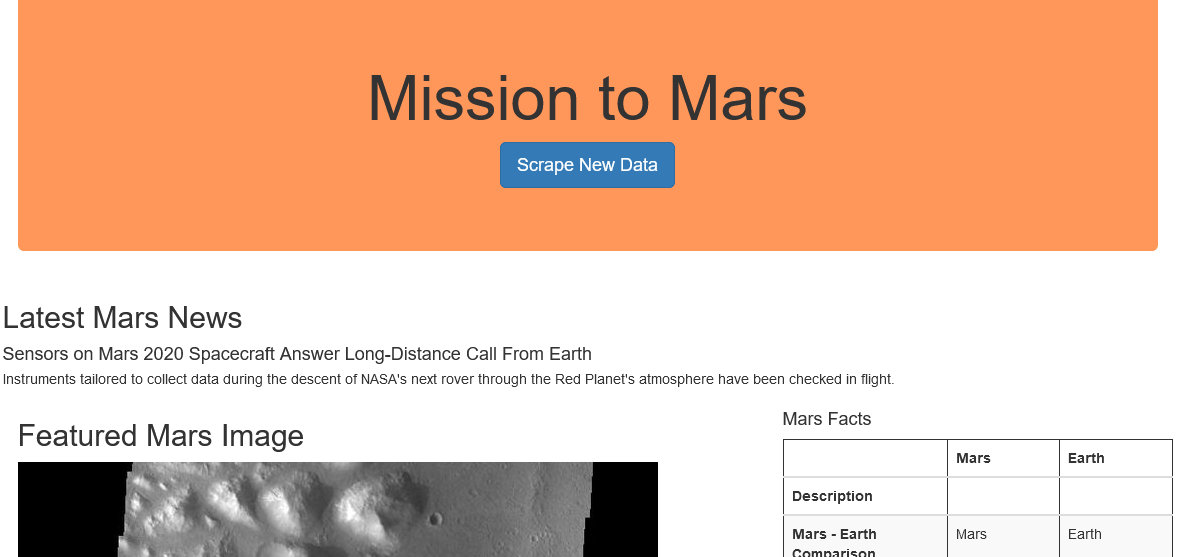 Mission to Mars
Scrape New Data
Latest Mars News
Sensors on Mars 2020 Spacecraft Answer Long-Distance Call From Earth
Instruments tailored to collect data during the descent of NASA's next rover through the Red Planet's atmosphere have been checked in flight.
Featured Mars Image
Mars Facts
Mars Earth
Description
Mars - Earth Mars Earth
Comparison